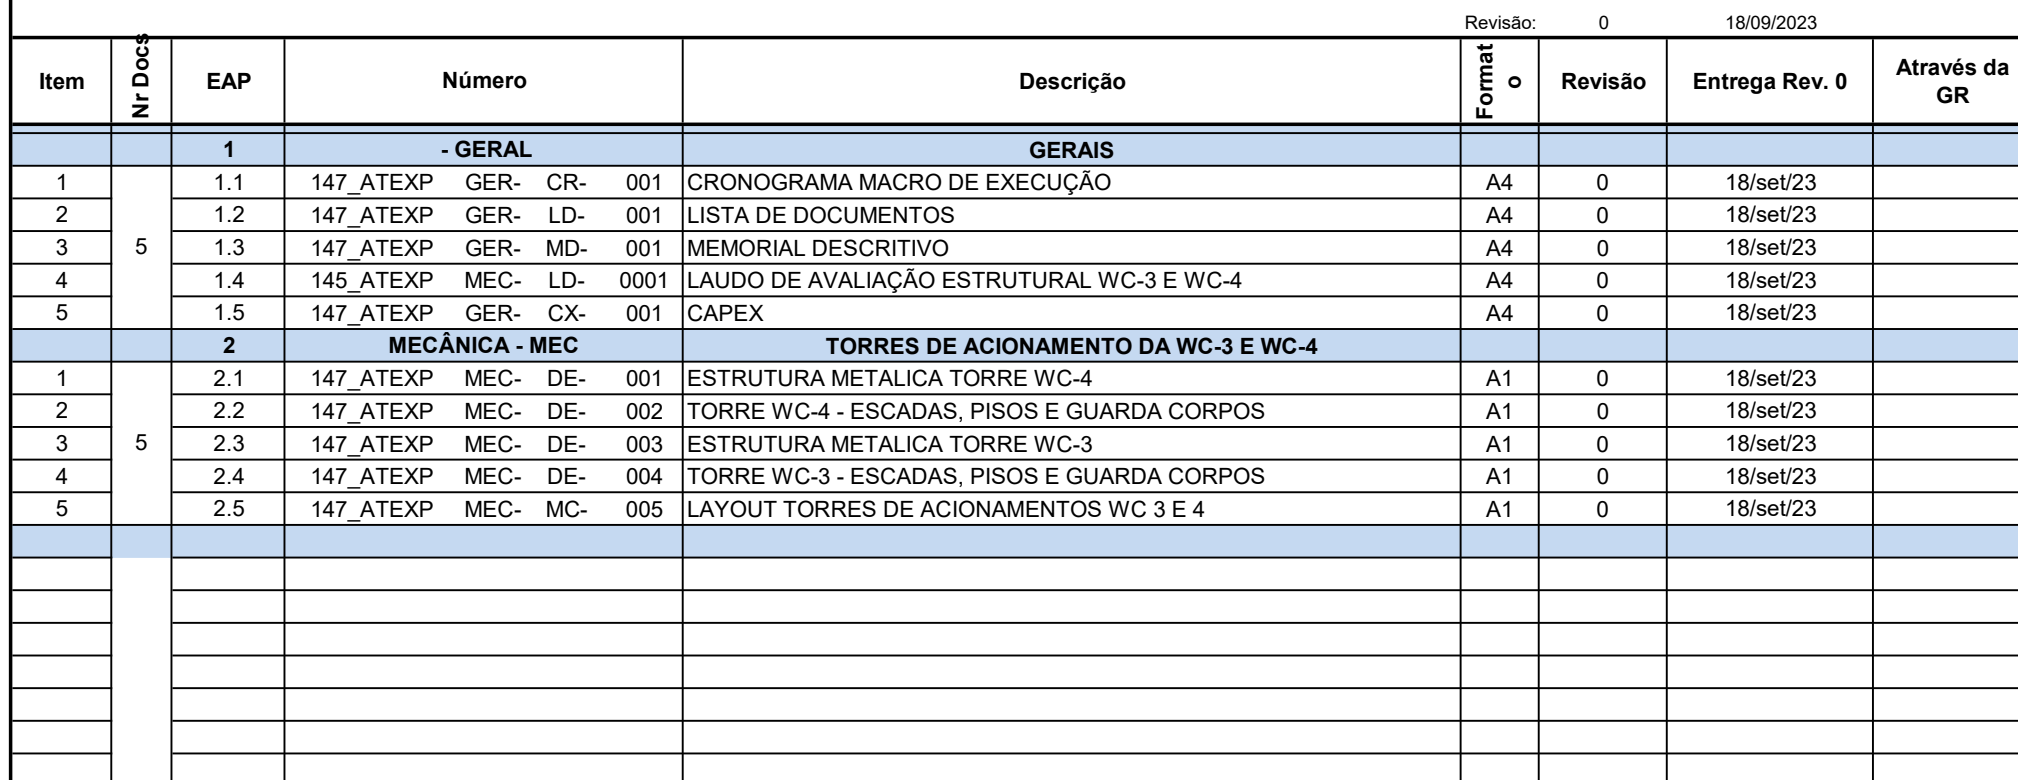 Revisão: 0 18/09/2023
Item Nr Docs EAP Número Descrição Formato Revisão Entrega Rev. 0 Através da GR
1 - GERAL GERAIS
1 1.1 147_ATEXP GER- CR- 001 CRONOGRAMA MACRO DE EXECUÇÃO A4 0 18/set/23
2 1.2 147_ATEXP GER- LD- 001 LISTA DE DOCUMENTOS A4 0 18/set/23
3 5 1.3 147_ATEXP GER- MD- 001 MEMORIAL DESCRITIVO A4 0 18/set/23
4 1.4 145_ATEXP MEC- LD- 0001 LAUDO DE AVALIAÇÃO ESTRUTURAL WC-3 E WC-4 A4 0 18/set/23
5 1.5 147_ATEXP GER- CX- 001 CAPEX A4 0 18/set/23
2 MECÂNICA - MEC TORRES DE ACIONAMENTO DA WC-3 E WC-4
1 2.1 147_ATEXP MEC- DE- 001 ESTRUTURA METALICA TORRE WC-4 A1 0 18/set/23
2 2.2 147_ATEXP MEC- DE- 002 TORRE WC-4 - ESCADAS, PISOS E GUARDA CORPOS A1 0 18/set/23
3 5 2.3 147_ATEXP MEC- DE- 003 ESTRUTURA METALICA TORRE WC-3 A1 0 18/set/23
4 2.4 147_ATEXP MEC- DE- 004 TORRE WC-3 - ESCADAS, PISOS E GUARDA CORPOS A1 0 18/set/23
5 2.5 147_ATEXP MEC- MC- 005 LAYOUT TORRES DE ACIONAMENTOS WC 3 E 4 A1 0 18/set/23